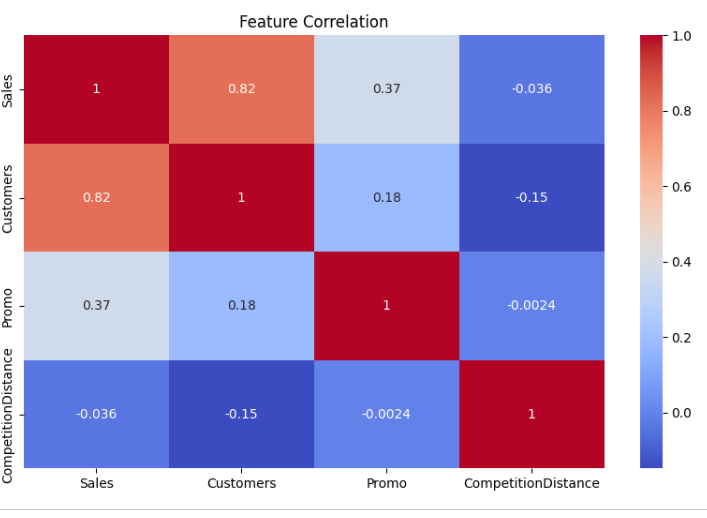 Feature Correlation
Sales
1
0.82
0.37
-0.036
Customers
0.82
1
0.18
-0.15
Promo
0.37
0.18
1
-0.0024
CompetitionDistance
-0.036
-0.15
-0.0024
1
Sales
Customers
Promo
CompetitionDistance
1.0
0.8
0.6
0.4
0.2
0.0